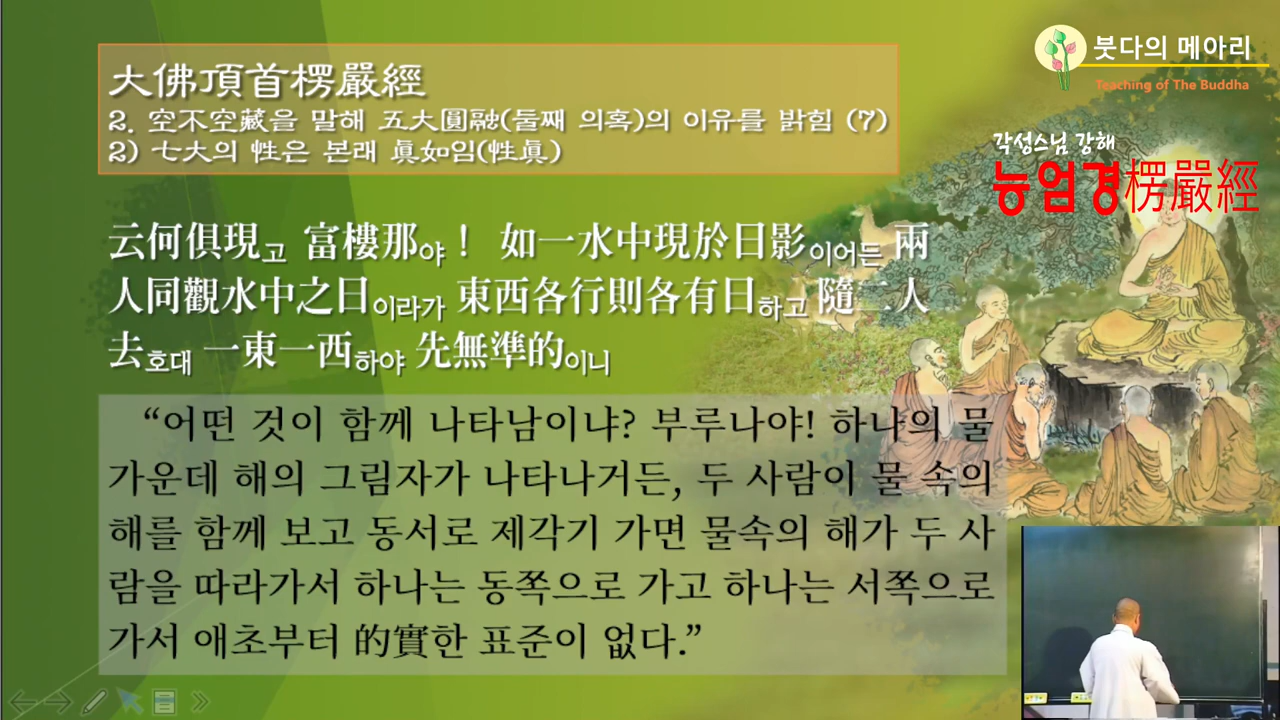 大佛頂首楞嚴經
2. 空不空藏을 말해 五大圓融(둘째 의혹)의 이유를 밝힘 (7)
2) 七大의 性은 본래 眞如임(性眞)
云何俱現고 富樓那야! 如一水中現於日影이어든 兩
人同觀水中之日이라가 東西各行則各有日하고 隨二人
去호대 一東一西하야 先無準的이니
“어떤 것이 함께 나타남이냐? 부루나야! 하나의 물
가운데 해의 그림자가 나타나거든, 두 사람이 물 속의
해를 함께 보고 동서로 제각기 가면 물속의 해가 두 사
람을 따라가서 하나는 동쪽으로 가고 하나는 서쪽으로
가서 애초부터 的實한 표준이 없다.”
붓다의 메아리
Teaching of The Buddha
각성스님 강해
능엄경楞嚴經